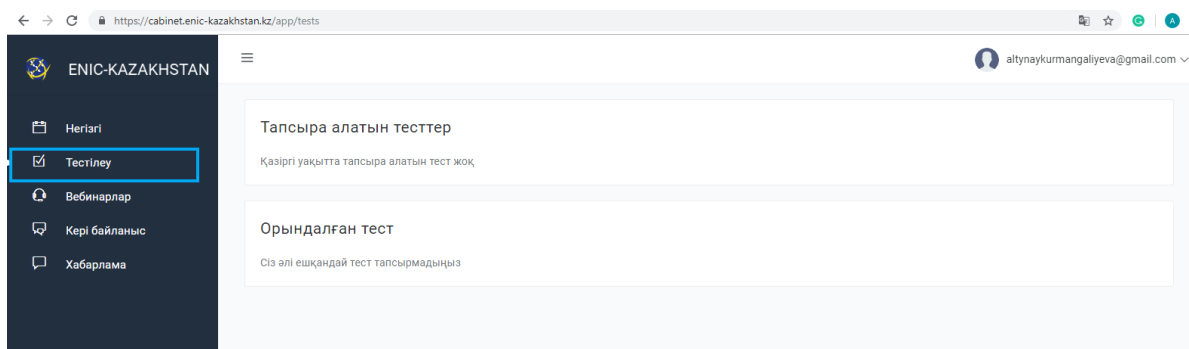 https://cabinet.enic-kazakhstan.kz/app/tests
A
ENIC-KAZAKHSTAN
altynaykurmangaliyeva@gmail.com
Негізгі
Тестілеу
Вебинарлар
Кері байланыс
Хабарлама
Тапсыра алатын тесттер
Қазіргі уақытта тапсыра алатын тест жоқ
Орындалған тест
Сіз әлі ешқандай тест тапсырмадыңыз